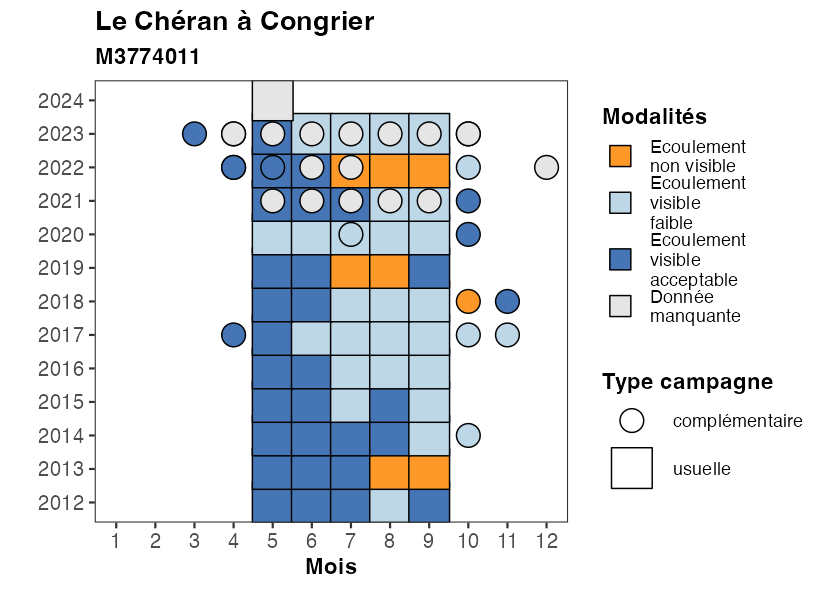 Le Chéran à Congrier
M3774011
2024
2023
2022
2021
2020
2019
2018
2017
2016
2015
2014
2013
2012
1 2 3 4 5 6 7 8 9 10 11 12
Mois
Modalités
Ecoulement
non visible
Ecoulement
visible
faible
Ecoulement
visible
acceptable
Donnée
manquante
Type campagne
complémentaire
usuelle